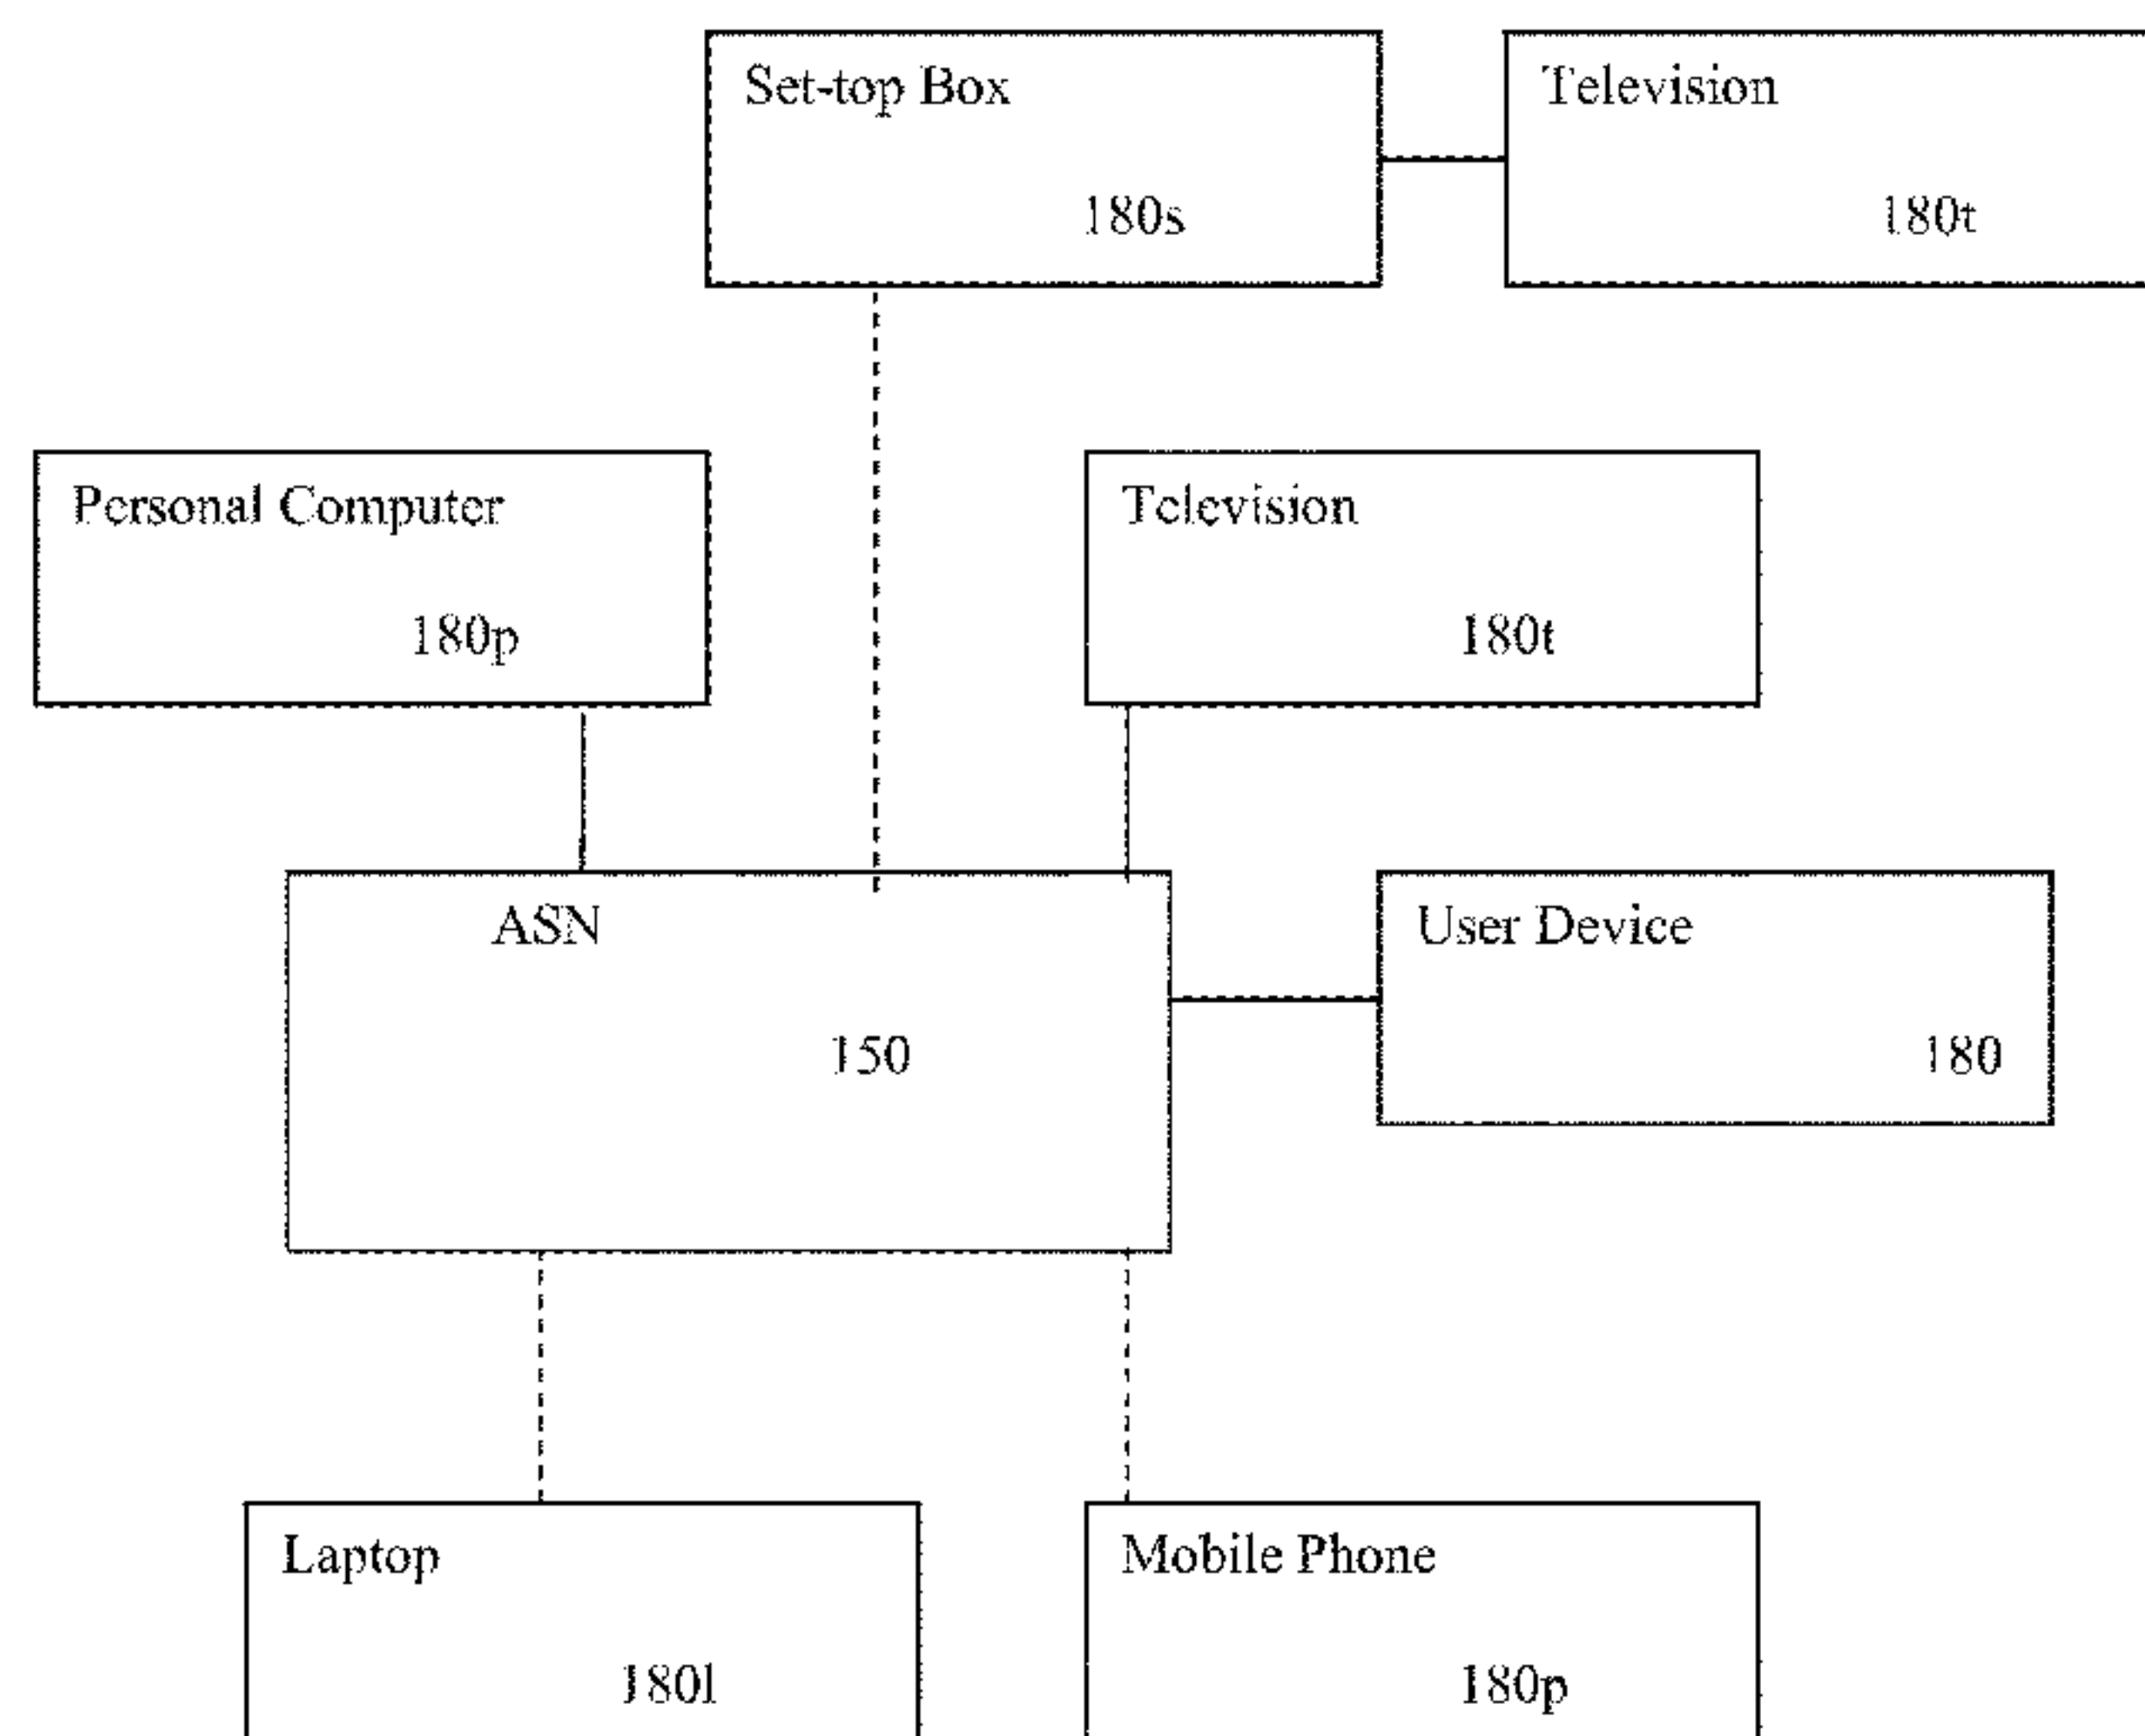 Set-top Box
180s
Television
180t
Personal Computer
180p
Television
180t
ASN
150
User Device
180
Laptop
180l
Mobile Phone
180p